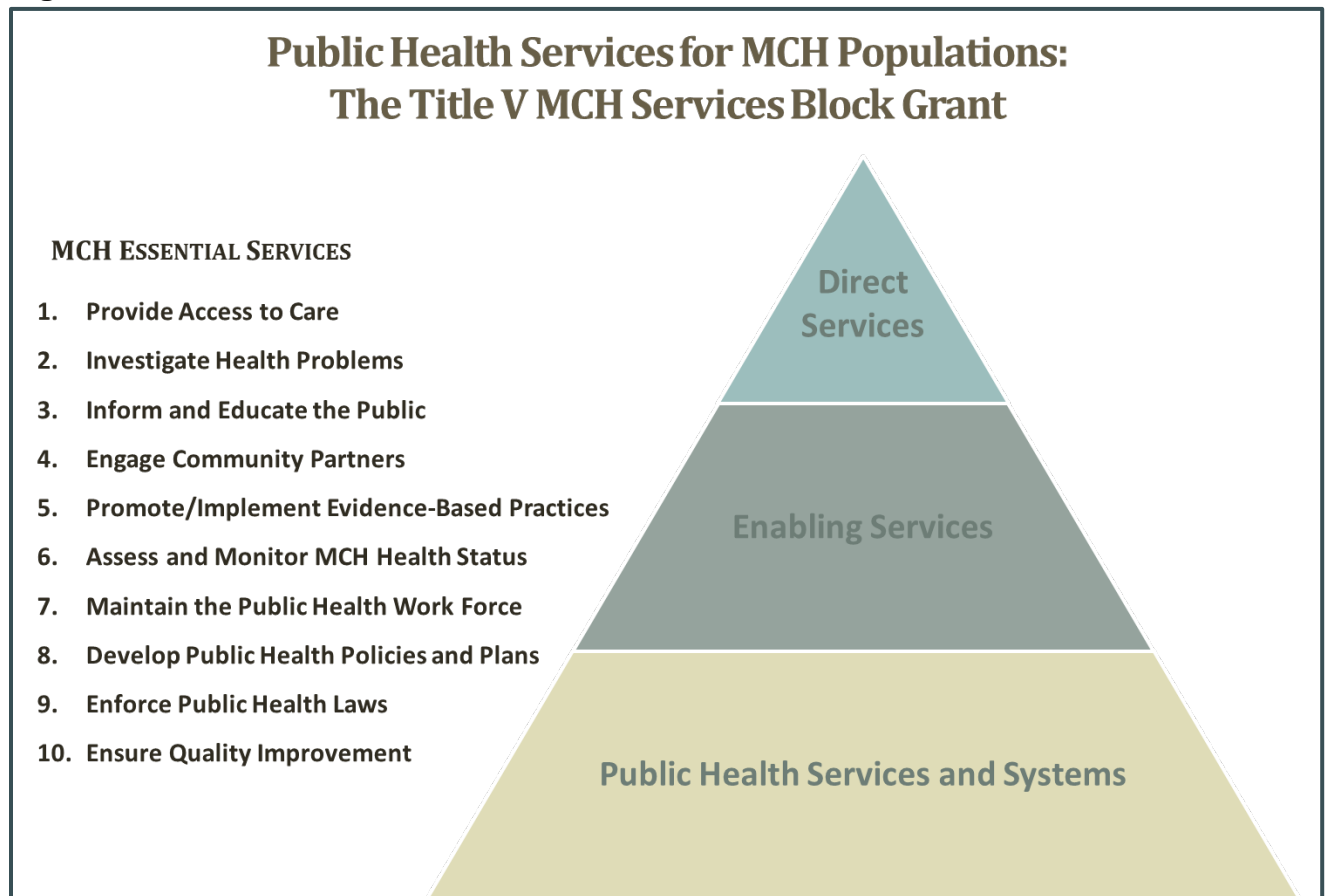 Public Health Services for MCH Populations:
The Title V MCH Services Block Grant
MCH ESSENTIAL SERVICES
1. Provide Access to Care
2. Investigate Health Problems
3. Inform and Educate the Public
4. Engage Community Partners
5. Promote/Implement Evidence-Based Practices
6. Assess and Monitor MCH Health Status
7. Maintain the Public Health Work Force
8. Develop Public Health Policies and Plans
9. Enforce Public Health Laws
10. Ensure Quality Improvement
Direct
Services
Enabling Services
Public Health Services and Systems